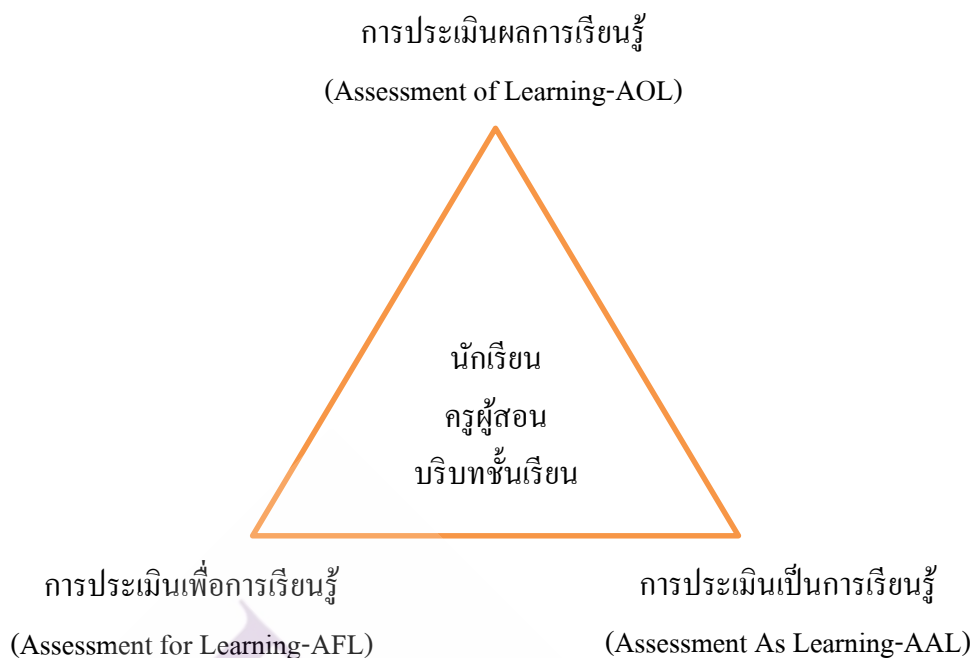 การประเมินผลการเรียนรู้
(Assessment of Learning-AOL)
นักเรียน
ครูผู้สอน
บริบทชั้นเรียน
การประเมินเพื่อการเรียนรู้
(Assessment for Learning-AFL)
การประเมินเป็นการเรียนรู้
(Assessment As Learning-AAL)